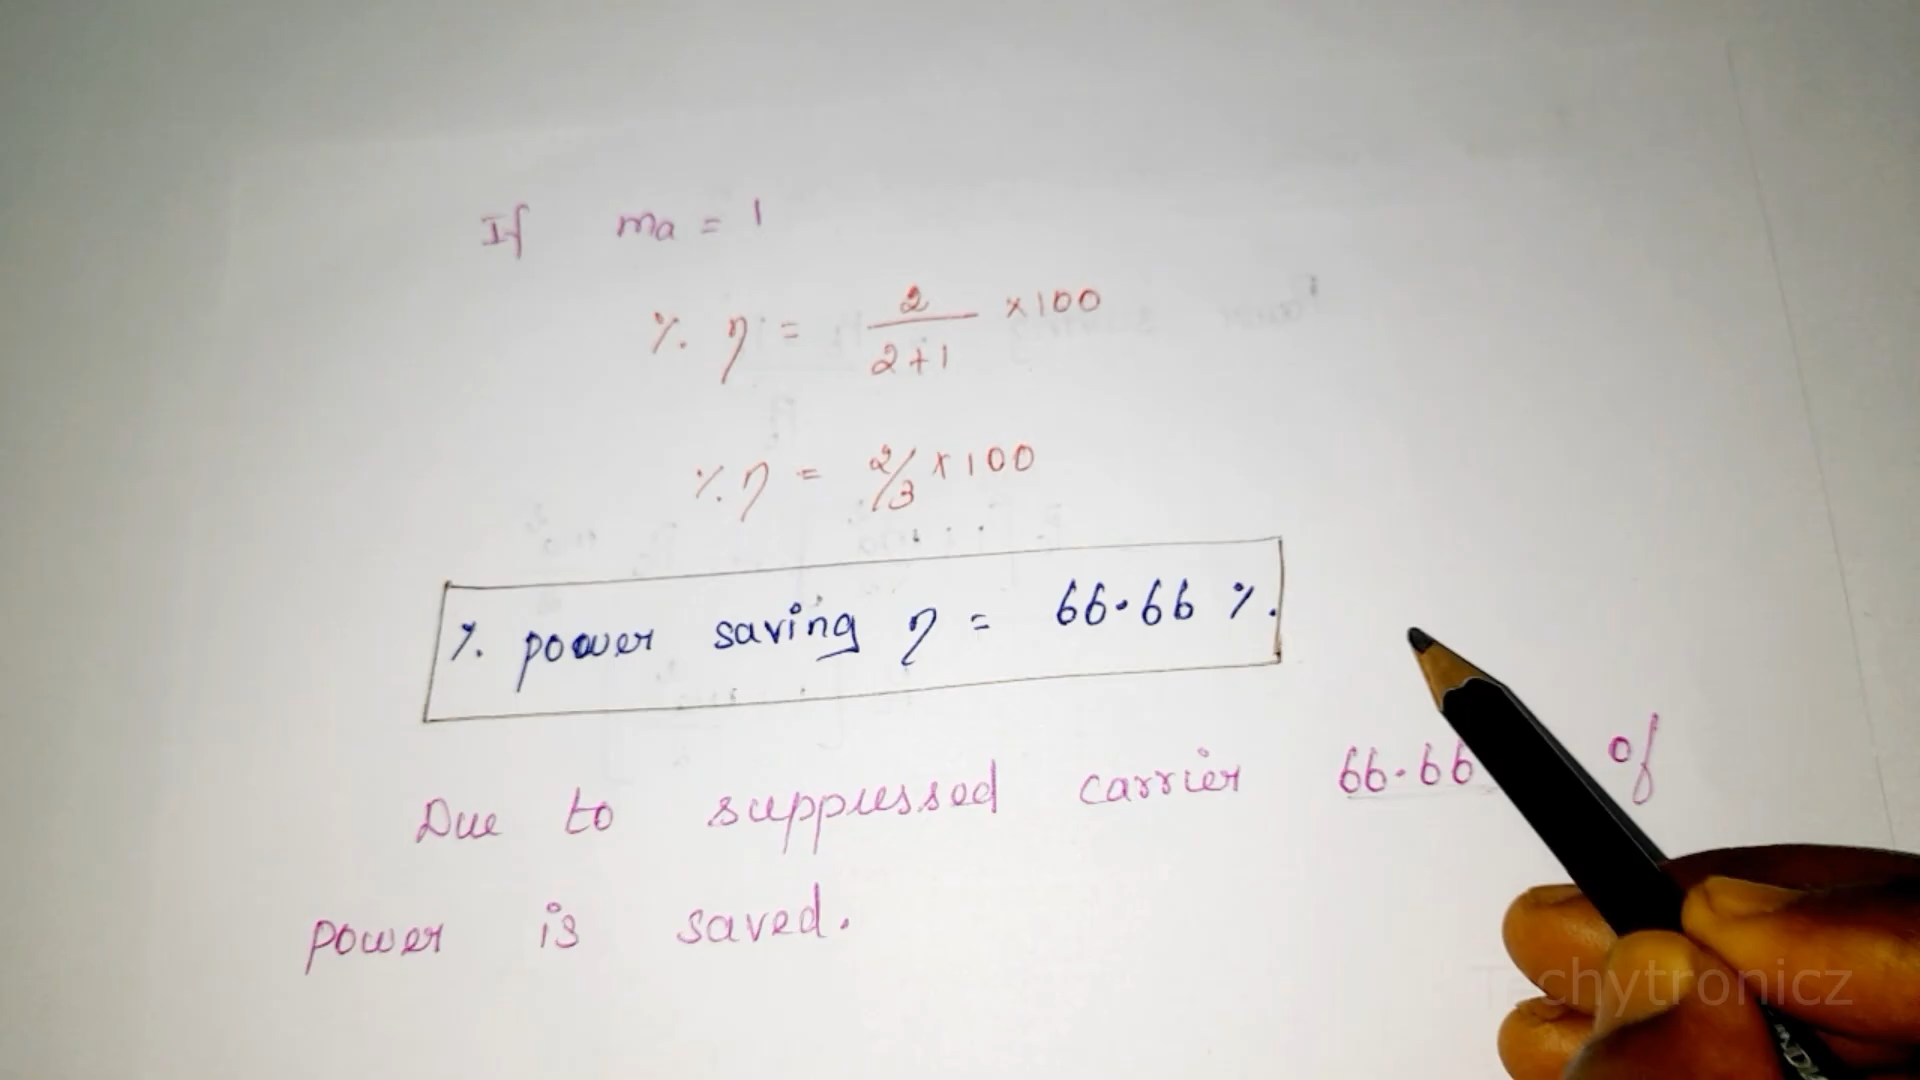 If ma = 1
% η = 2/(2+1) ×100
% η = 2/3 ×100
% power saving η = 66.66 %.
Due to suppressed carrier 66.66 of
power is saved.
Techytronicz